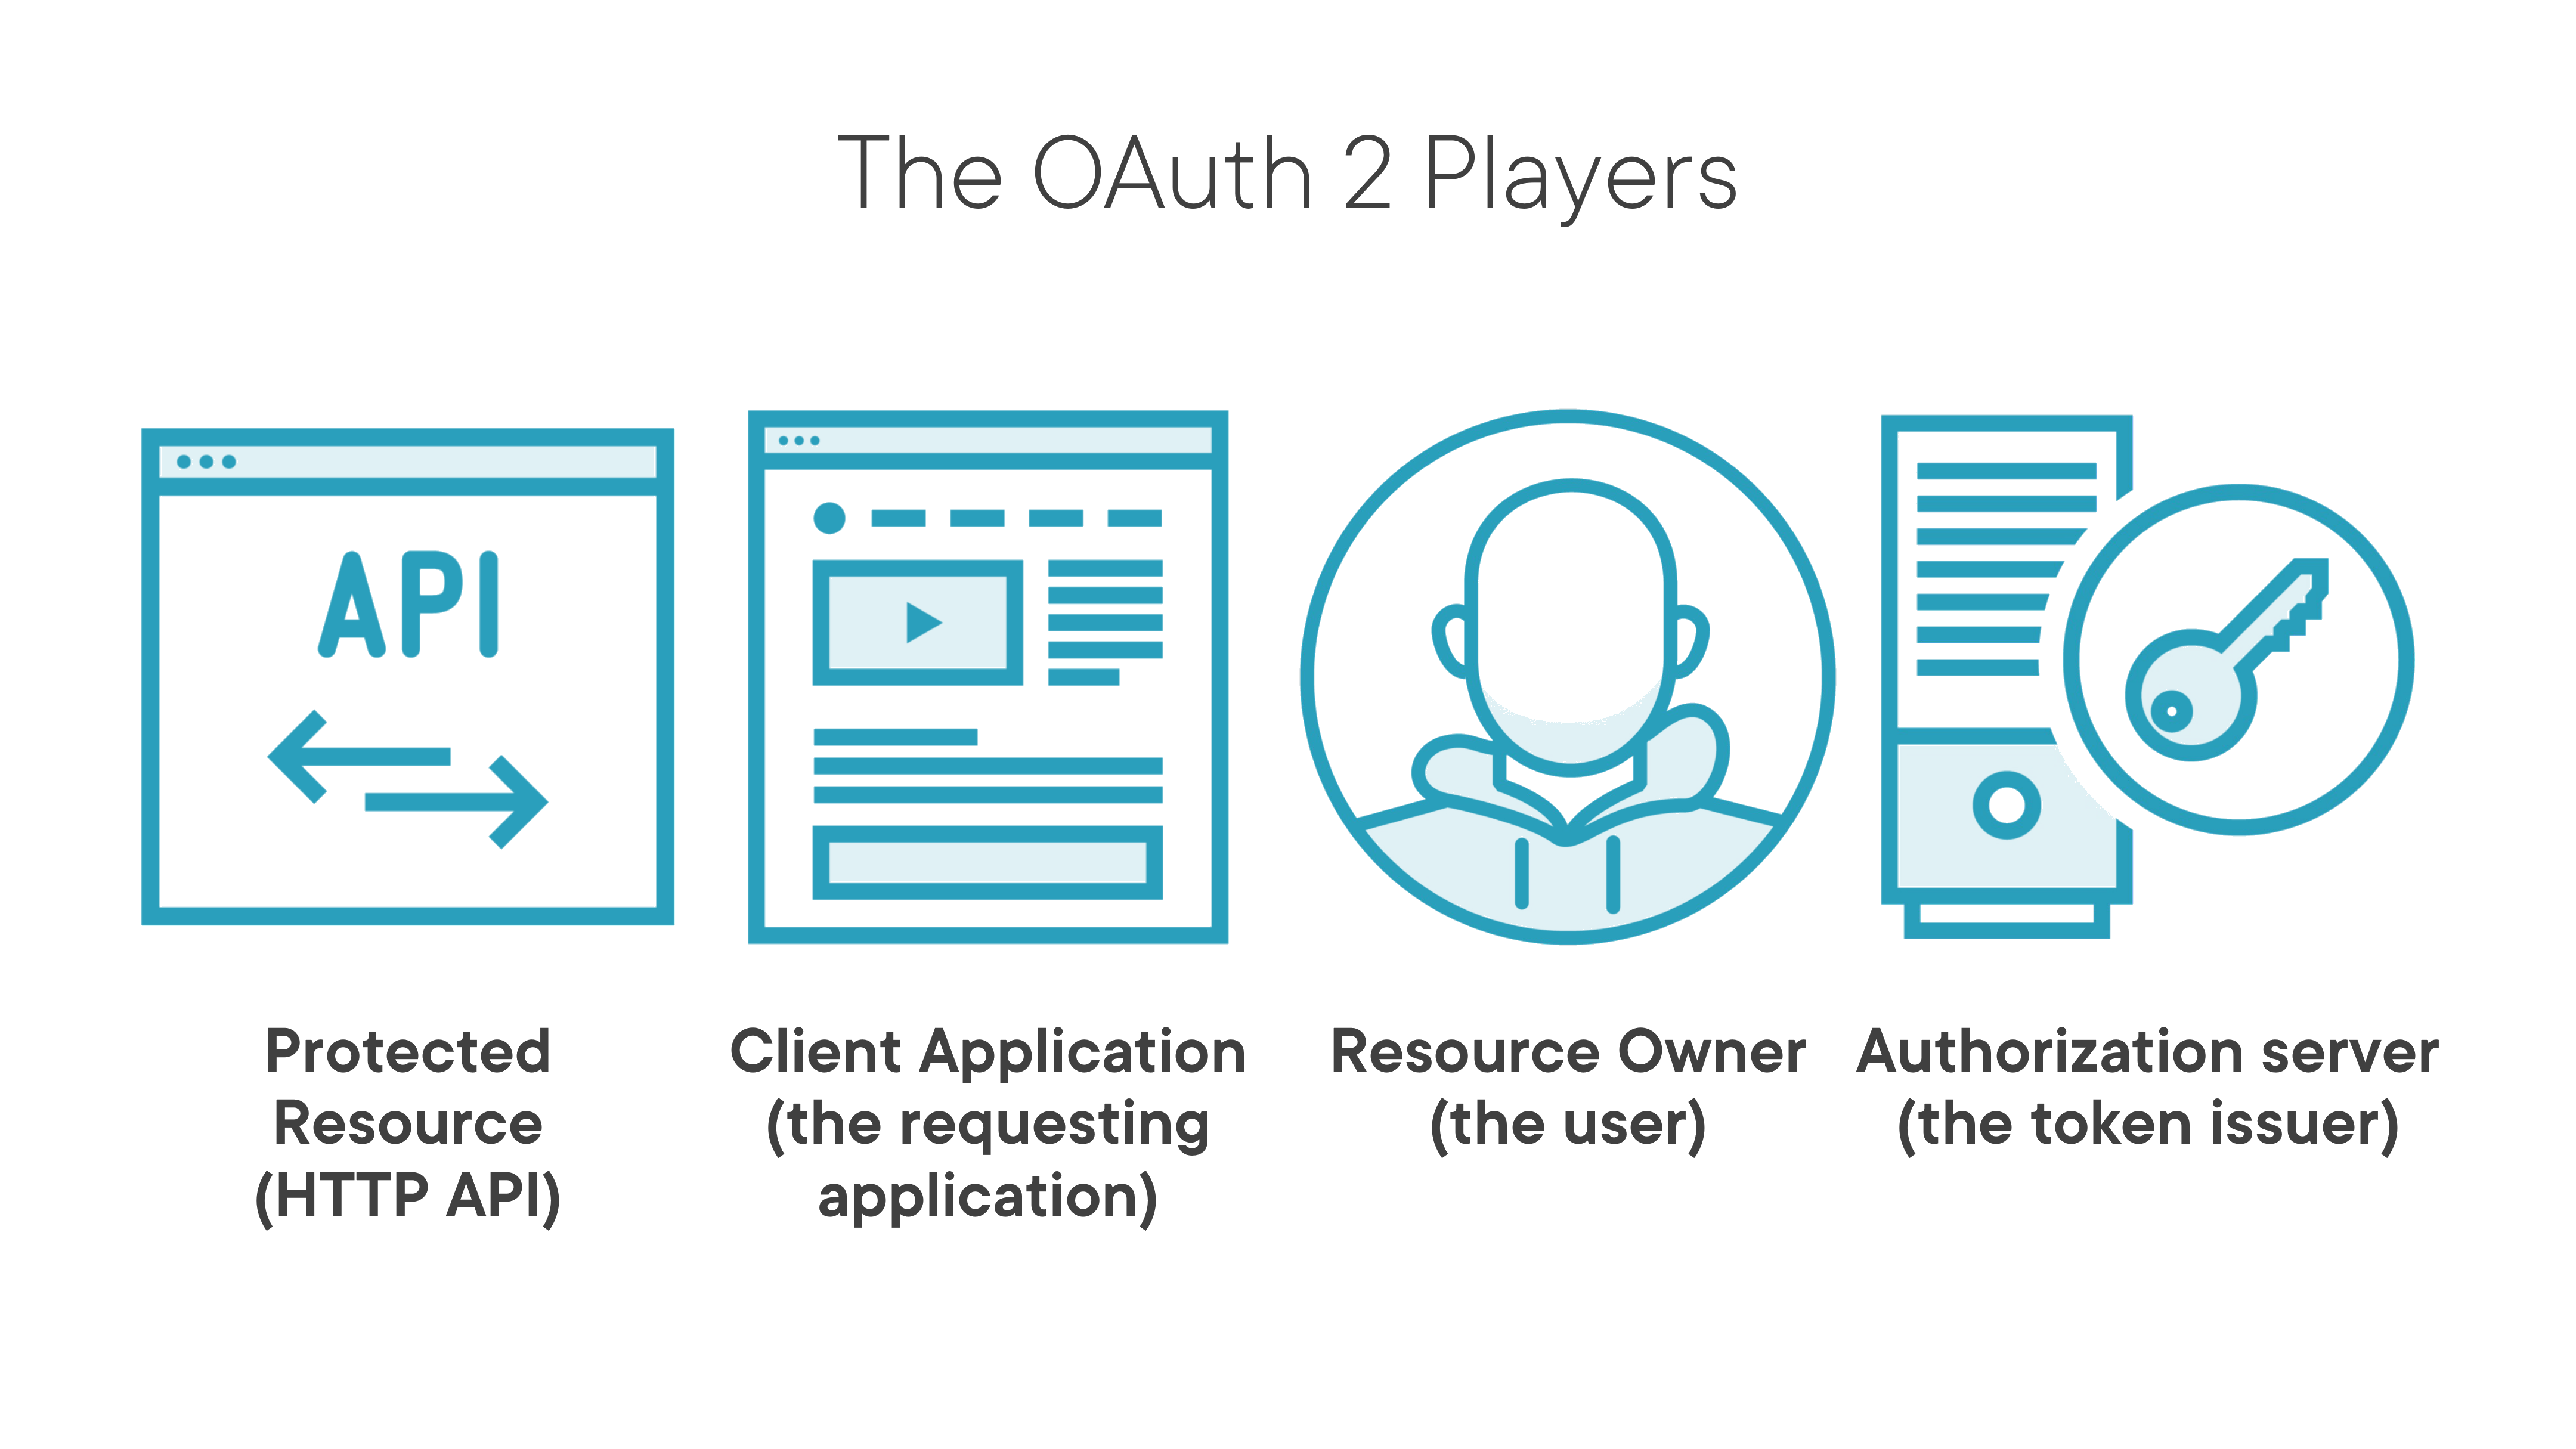 The OAuth 2 Players
API
Protected
Resource
(HTTP API)
Client Application
(the requesting
application)
Resource Owner
(the user)
Authorization server
(the token issuer)